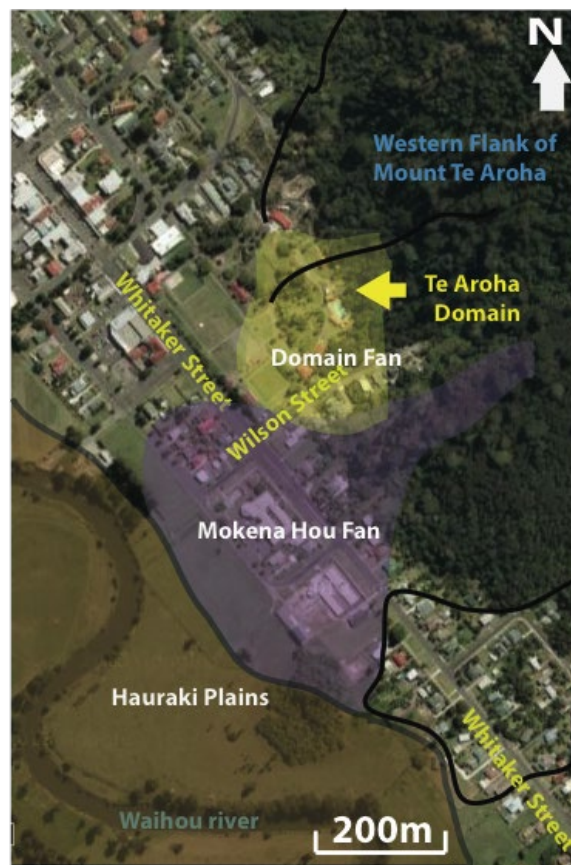 N
Western Flank of
Mount Te Aroha
Te Aroha
Domain
Whitaker Street
Domain Fan
Wilson Street
Mokena Hou Fan
Hauraki Plains
Whitaker Street
Waihou river
200m